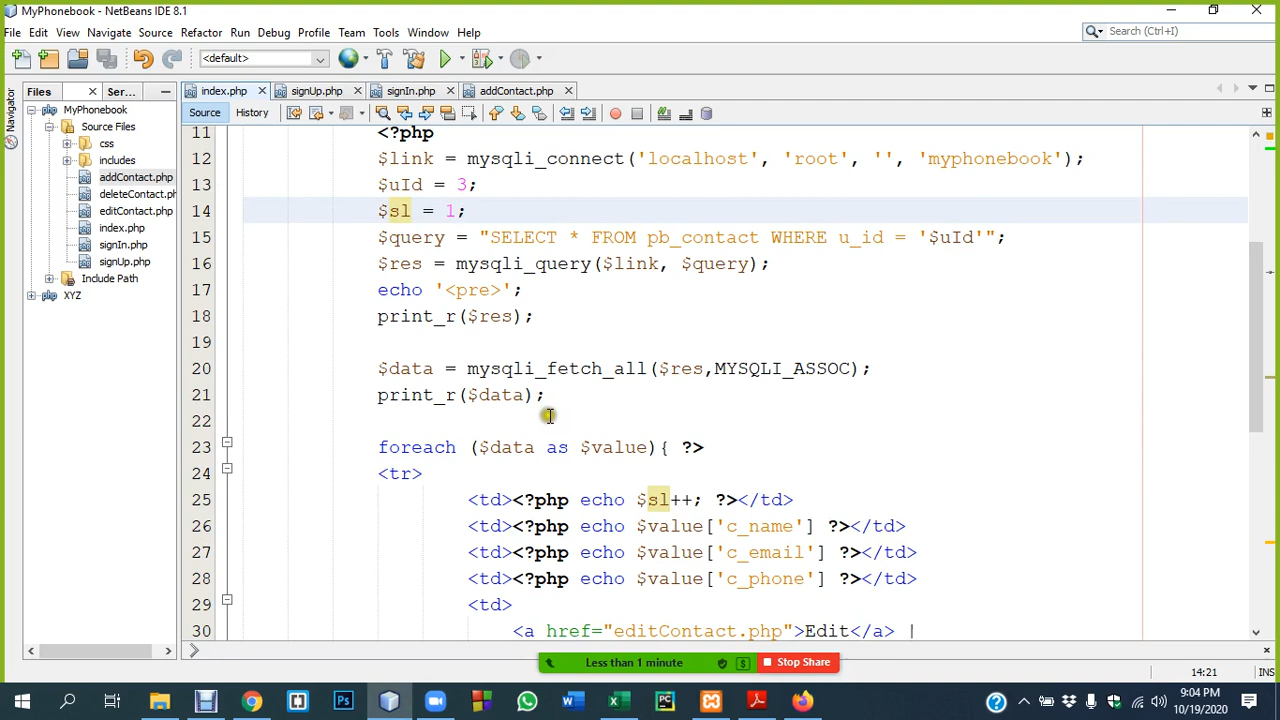 MyPhonebook - NetBeans IDE 8.1
File Edit View Navigate Source Refactor Run Debug Profile Team Tools Window Help
Search (Ctrl+I)
<default>
Files Ser...
index.php signUp.php signIn.php addContact.php
Source History
Navigator
MyPhonebook
Source Files
css
includes
addContact.php
deleteContact.ph
editContact.php
index.php
signIn.php
signUp.php
Include Path
XYZ
11 <?php
12 $link = mysqli_connect('localhost', 'root', '', 'myphonebook');
13 $uId = 3;
14 $sl = 1;
15 $query = "SELECT * FROM pb_contact WHERE u_id = '$uId'";
16 $res = mysqli_query($link, $query);
17 echo '<pre>';
18 print_r($res);
19
20 $data = mysqli_fetch_all($res,MYSQLI_ASSOC);
21 print_r($data);
22
23 foreach ($data as $value){ ?>
24 <tr>
25 <td><?php echo $sl++; ?></td>
26 <td><?php echo $value['c_name'] ?></td>
27 <td><?php echo $value['c_email'] ?></td>
28 <td><?php echo $value['c_phone'] ?></td>
29 <td>
30 <a href="editContact.php">Edit</a> |
Less than 1 minute Stop Share
14:21 INS
9:04 PM
10/19/2020